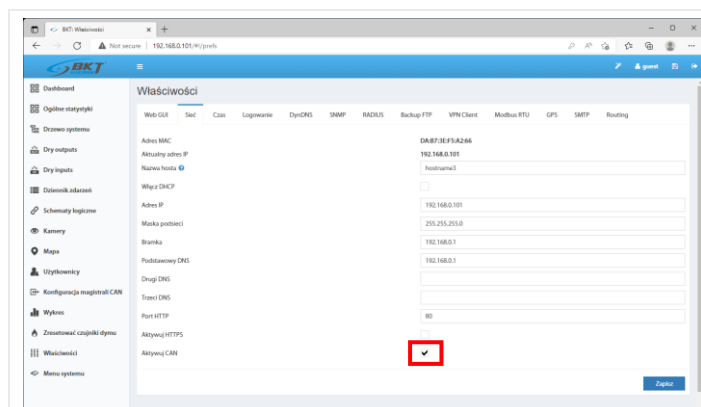 BKT: Właściwości
Not secure | 192.168.0.101/#!/prefs
BKT
guest
Dashboard
Ogólne statystyki
Drzewo systemu
Dry outputs
Dry inputs
Dziennik zdarzeń
Schematy logiczne
Kamery
Mapa
Użytkownicy
Konfiguracja magistrali CAN
Wykres
Zresetować czujniki dymu
Właściwości
Menu systemu
Właściwości
Web GUI Sieć Czas Logowanie DynDNS SNMP RADIUS Backup FTP VPN Client Modbus RTU GPS SMTP Routing
Adres MAC DA:B7:3E:F5:A2:66
Aktualny adres IP 192.168.0.101
Nazwa hosta hostname3
Włącz DHCP
Adres IP 192.168.0.101
Maska podsieci 255.255.255.0
Bramka 192.168.0.1
Podstawowy DNS 192.168.0.1
Drugi DNS
Trzeci DNS
Port HTTP 80
Aktywuj HTTPS
Aktywuj CAN
Zapisz